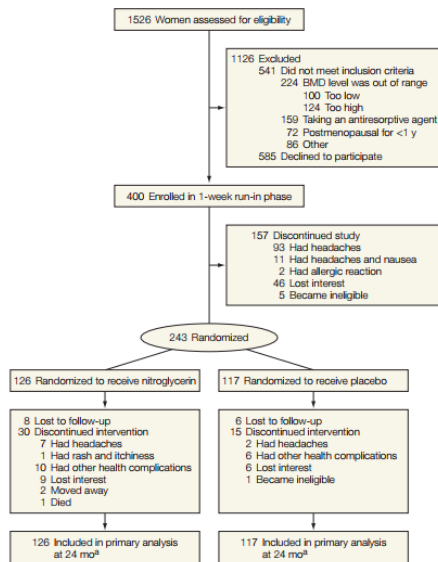 1526 Women assessed for eligibility
1126 Excluded
541 Did not meet inclusion criteria
224 BMD level was out of range
100 Too low
124 Too high
159 Taking an antiresorptive agent
72 Postmenopausal for <1 y
86 Other
585 Declined to participate
400 Enrolled in 1-week run-in phase
157 Discontinued study
93 Had headaches
11 Had headaches and nausea
2 Had allergic reaction
46 Lost interest
5 Became ineligible
243 Randomized
126 Randomized to receive nitroglycerin
117 Randomized to receive placebo
8 Lost to follow-up
30 Discontinued intervention
7 Had headaches
1 Had rash and itchiness
10 Had other health complications
9 Lost interest
2 Moved away
1 Died
6 Lost to follow-up
15 Discontinued intervention
2 Had headaches
6 Had other health complications
6 Lost interest
1 Became ineligible
126 Included in primary analysis
at 24 moᵃ
117 Included in primary analysis
at 24 moᵃ